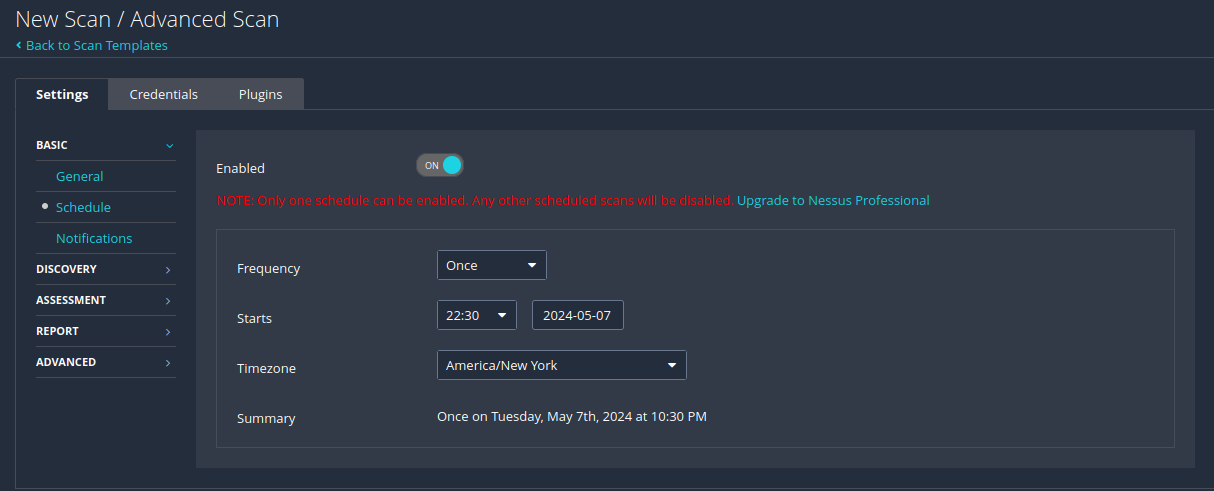 New Scan / Advanced Scan
Back to Scan Templates
Settings Credentials Plugins
BASIC
General
Schedule
Notifications
DISCOVERY
ASSESSMENT
REPORT
ADVANCED
Enabled ON
NOTE: Only one schedule can be enabled. Any other scheduled scans will be disabled. Upgrade to Nessus Professional
Frequency Once
Starts 22:30 2024-05-07
Timezone America/New York
Summary Once on Tuesday, May 7th, 2024 at 10:30 PM